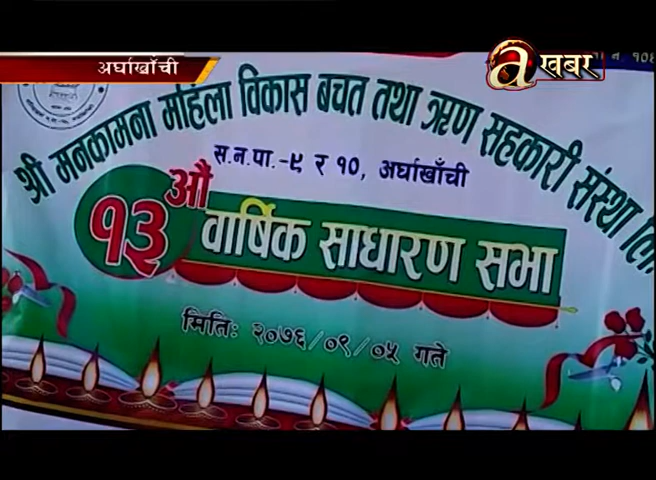 अर्घाखाँची
a खबर
श्री मनकामना महिला विकास बचत तथा ऋण सहकारी संस्था लि
स.न.पा.-९ र १०, अर्घाखाँची
१३ औं
वार्षिक साधारण सभा
मितिः २०७६/०९/०५ गते